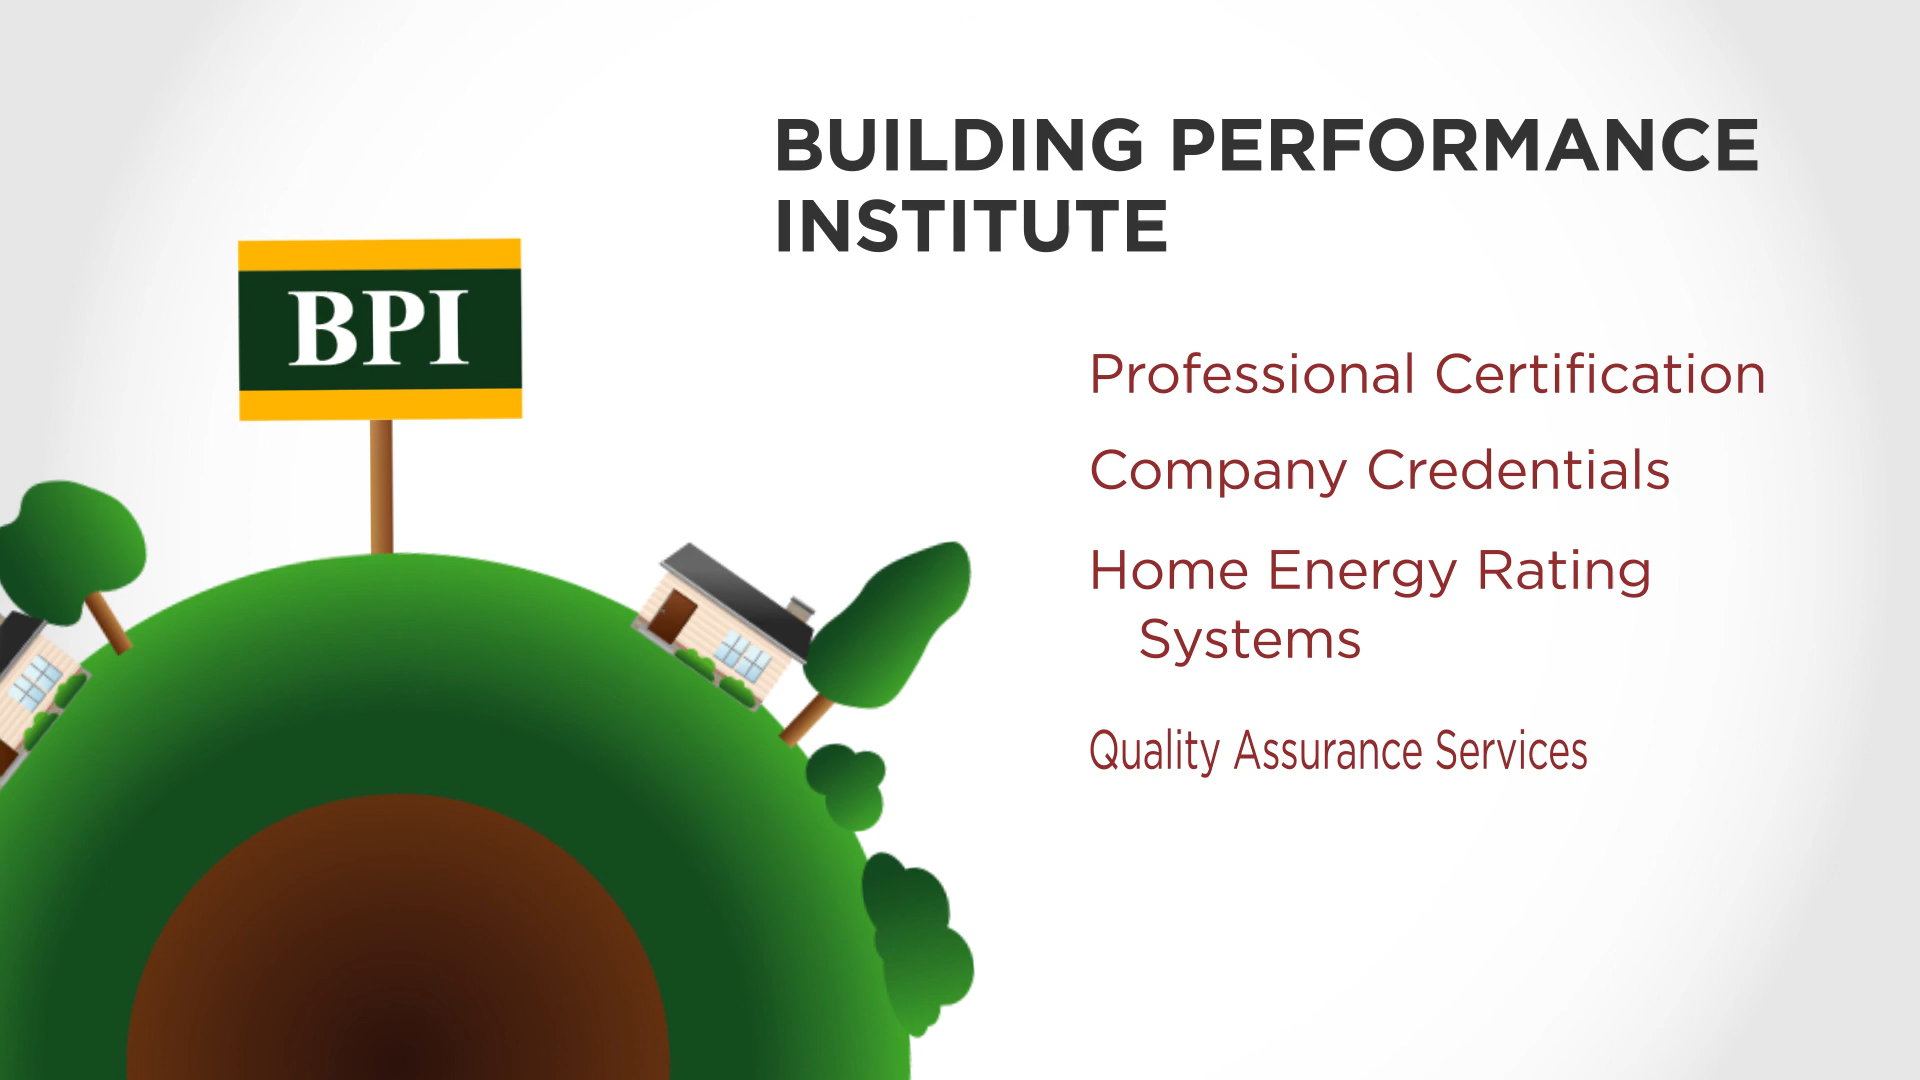 BUILDING PERFORMANCE
INSTITUTE
BPI
Professional Certification
Company Credentials
Home Energy Rating
Systems
Quality Assurance Services